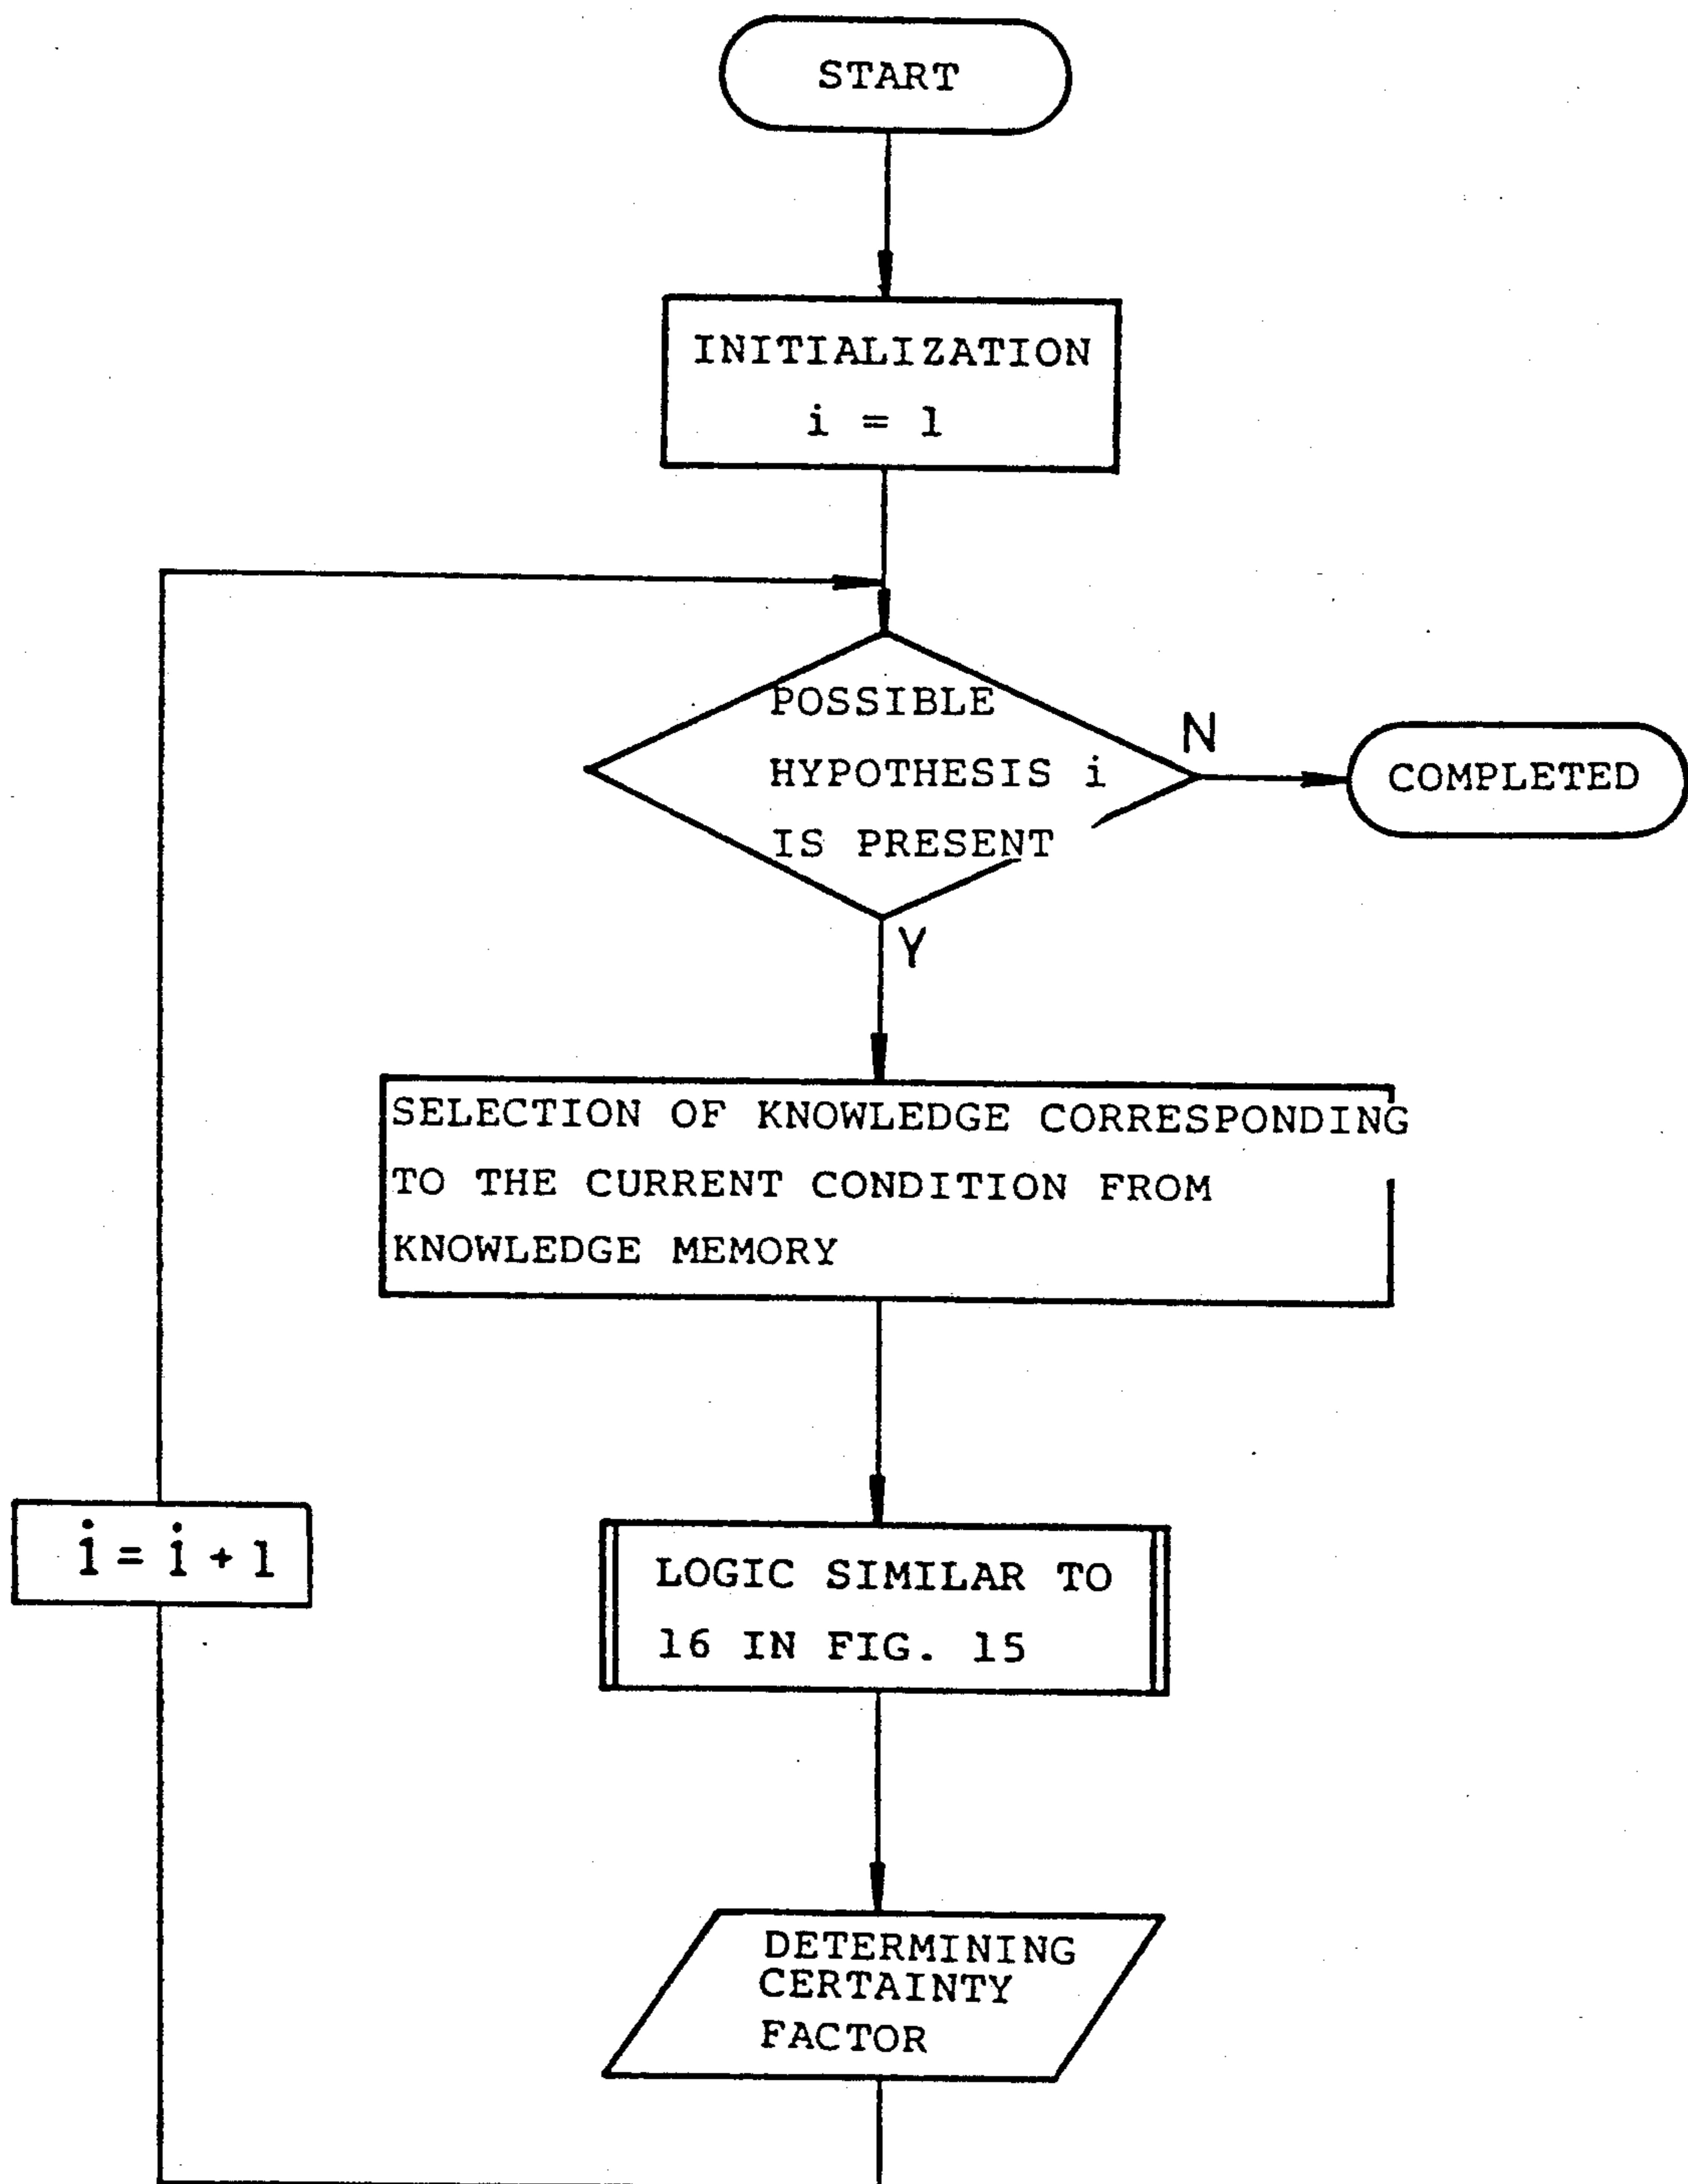 START
INITIALIZATION
i = 1
POSSIBLE
HYPOTHESIS i
IS PRESENT
N
COMPLETED
Y
SELECTION OF KNOWLEDGE CORRESPONDING
TO THE CURRENT CONDITION FROM
KNOWLEDGE MEMORY
i = i + 1
LOGIC SIMILAR TO
16 IN FIG. 15
DETERMINING
CERTAINTY
FACTOR